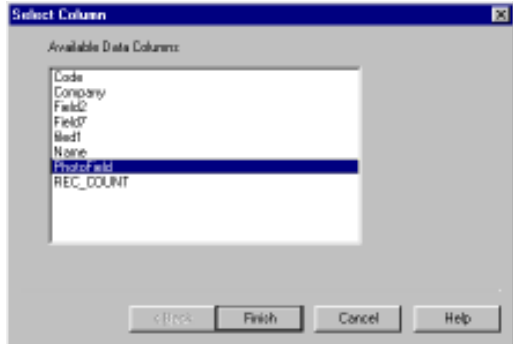 Select Column
Available Data Columns:
Code
Company
Field2
Field7
filed1
Name
PhotoField
REC_COUNT
< Back Finish Cancel Help